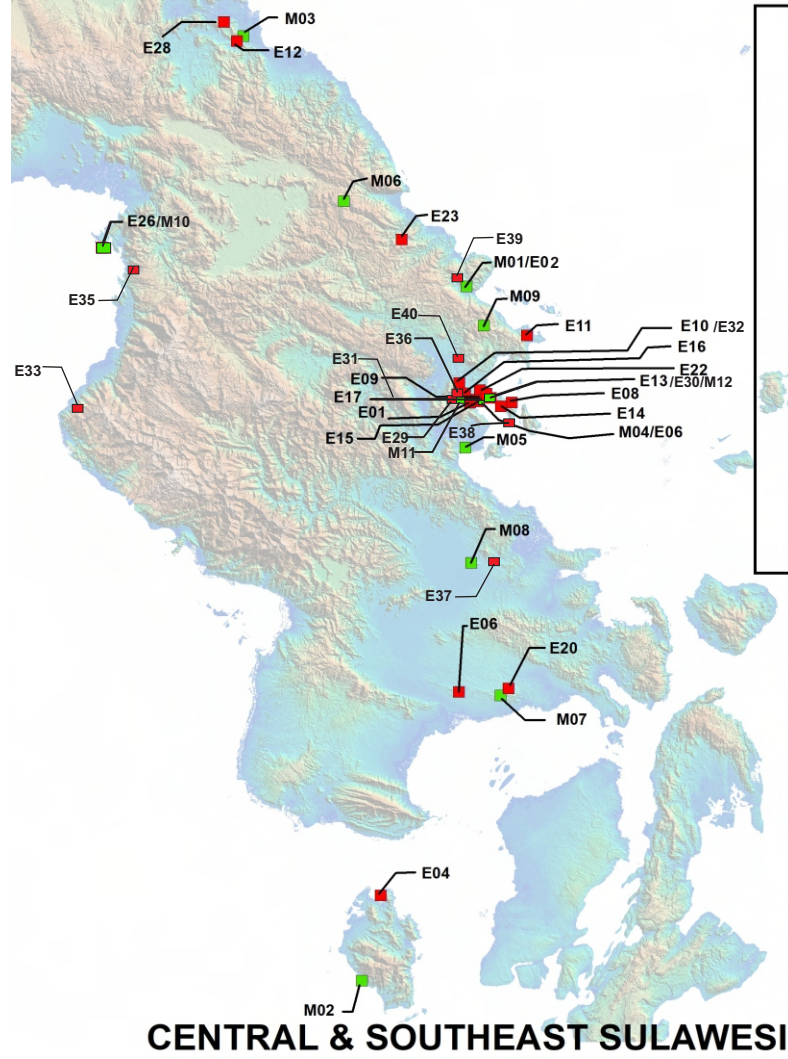 M03
E28
E12
M06
E26/M10
E23
E39
M01/E02
E35
M09
E40
E11
E10 /E32
E36
E16
E31
E33
E09
E22
E17
E13/E30/M12
E08
E01
E14
E15
E29
E38
M04/E06
M11
M05
M08
E37
E06
E20
M07
E04
M02
CENTRAL & SOUTHEAST SULAWESI